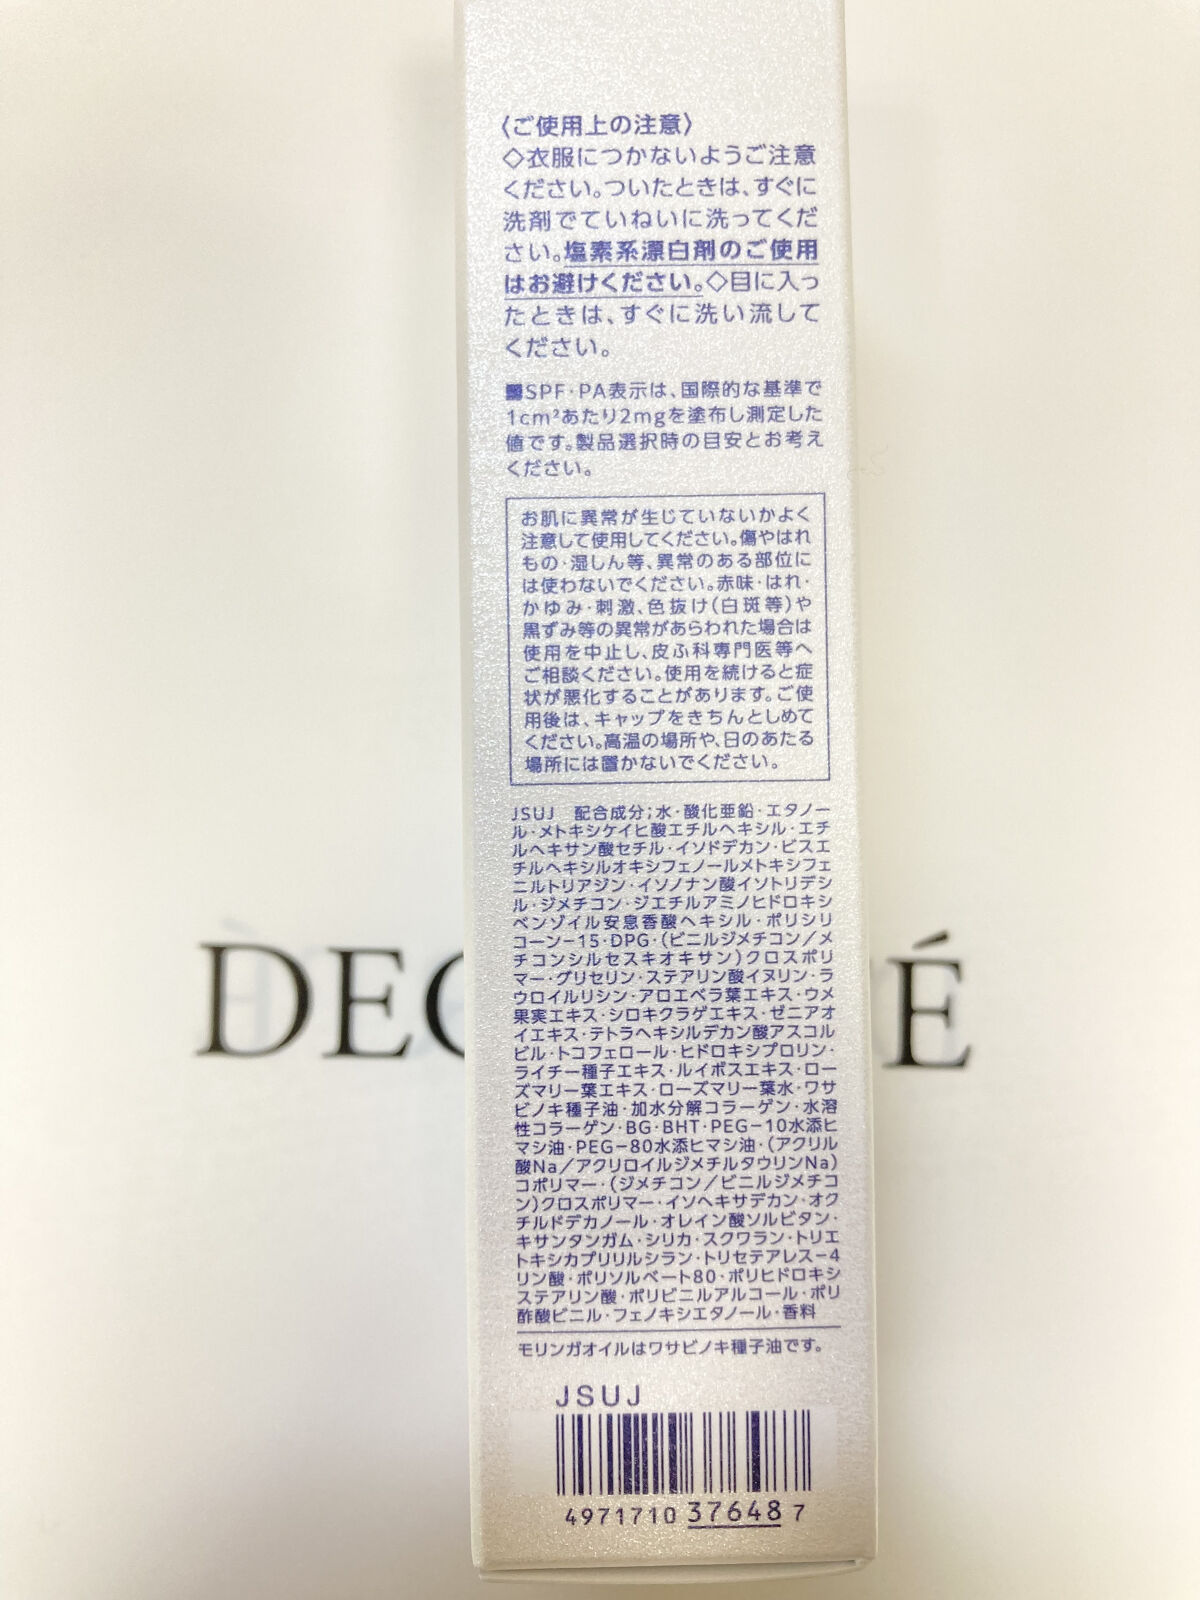 〈ご使用上の注意〉
◇衣服につかないようご注意
ください。ついたときは、すぐに
洗剤でていねいに洗ってくだ
さい。塩素系漂白剤のご使用
はお避けください。◇目に入っ
たときは、すぐに洗い流して
ください。
■SPF・PA表示は、国際的な基準で
1cm²あたり2mgを塗布し測定した
値です。製品選択時の目安とお考え
ください。
お肌に異常が生じていないかよく
注意して使用してください。傷やはれ
もの・湿しん等、異常のある部位に
は使わないでください。赤味・はれ・
かゆみ・刺激、色抜け(白斑等)や
黒ずみ等の異常があらわれた場合は
使用を中止し、皮ふ科専門医等へ
ご相談ください。使用を続けると症
状が悪化することがあります。ご使
用後は、キャップをきちんとしめて
ください。高温の場所や、日のあたる
場所には置かないでください。
JSUJ 配合成分;水・酸化亜鉛・エタノー
ル・メトキシケイヒ酸エチルヘキシル・エチ
ルヘキサン酸セチル・イソドデカン・ビスエ
チルヘキシルオキシフェノールメトキシフェ
ニルトリアジン・イソノナン酸イソトリデシ
ル・ジメチコン・ジエチルアミノヒドロキシ
ベンゾイル安息香酸ヘキシル・ポリシリ
コーン−15・DPG・(ビニルジメチコン/メ
チコンシルセスキオキサン)クロスポリ
マー・グリセリン・ステアリン酸イヌリン・ラ
ウロイルリシン・アロエベラ葉エキス・ウメ
果実エキス・シロキクラゲエキス・ゼニアオ
イエキス・テトラヘキシルデカン酸アスコル
ビル・トコフェロール・ヒドロキシプロリン・
ライチー種子エキス・ルイボスエキス・ロー
ズマリー葉エキス・ローズマリー葉水・ワサ
ビノキ種子油・加水分解コラーゲン・水溶
性コラーゲン・BG・BHT・PEG−10水添ヒ
マシ油・PEG−80水添ヒマシ油・(アクリル
酸Na/アクリロイルジメチルタウリンNa)
コポリマー・(ジメチコン/ビニルジメチコ
ン)クロスポリマー・イソヘキサデカン・オク
チルドデカノール・オレイン酸ソルビタン・
キサンタンガム・シリカ・スクワラン・トリエ
トキシカプリリルシラン・トリセテアレス−4
リン酸・ポリソルベート80・ポリヒドロキシ
ステアリン酸・ポリビニルアルコール・ポリ
酢酸ビニル・フェノキシエタノール・香料
モリンガオイルはワサビノキ種子油です。
JSUJ
4971710 37648 7